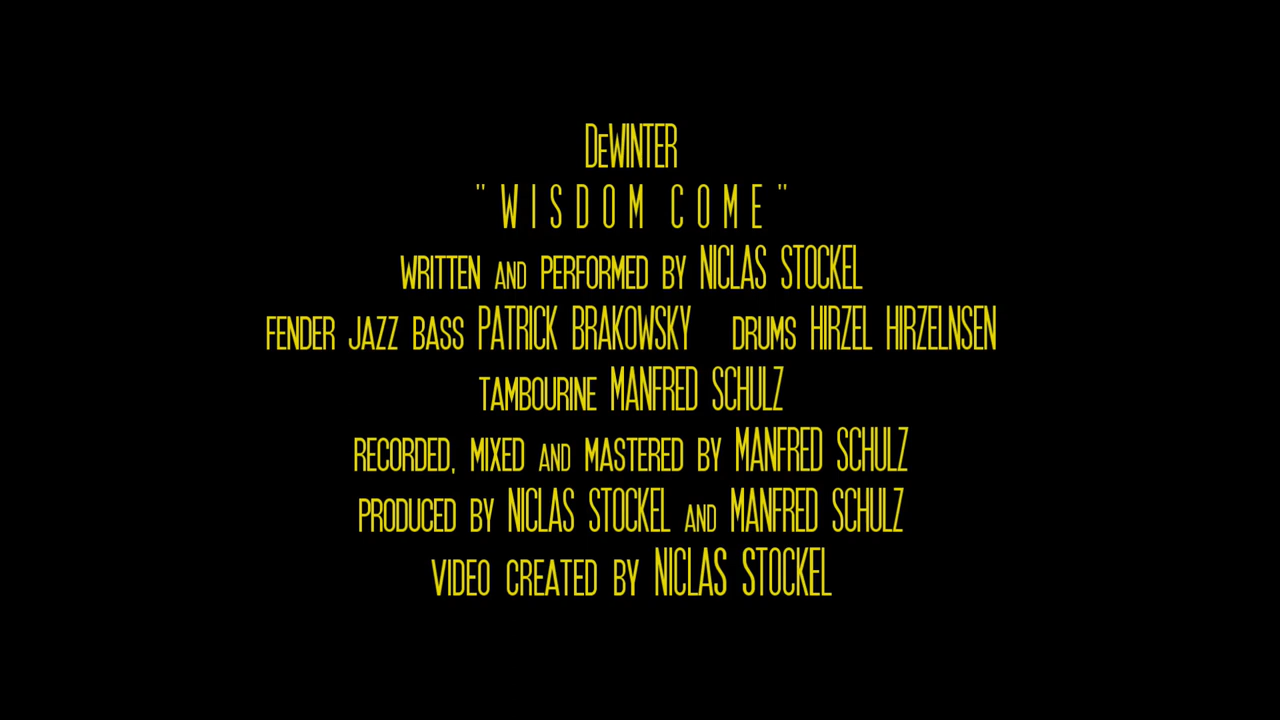 DeWINTER
"WISDOM COME"
WRITTEN AND PERFORMED BY NICLAS STOCKEL
FENDER JAZZ BASS PATRICK BRAKOWSKY DRUMS HIRZEL HIRZELNSEN
TAMBOURINE MANFRED SCHULZ
RECORDED, MIXED AND MASTERED BY MANFRED SCHULZ
PRODUCED BY NICLAS STOCKEL AND MANFRED SCHULZ
VIDEO CREATED BY NICLAS STOCKEL